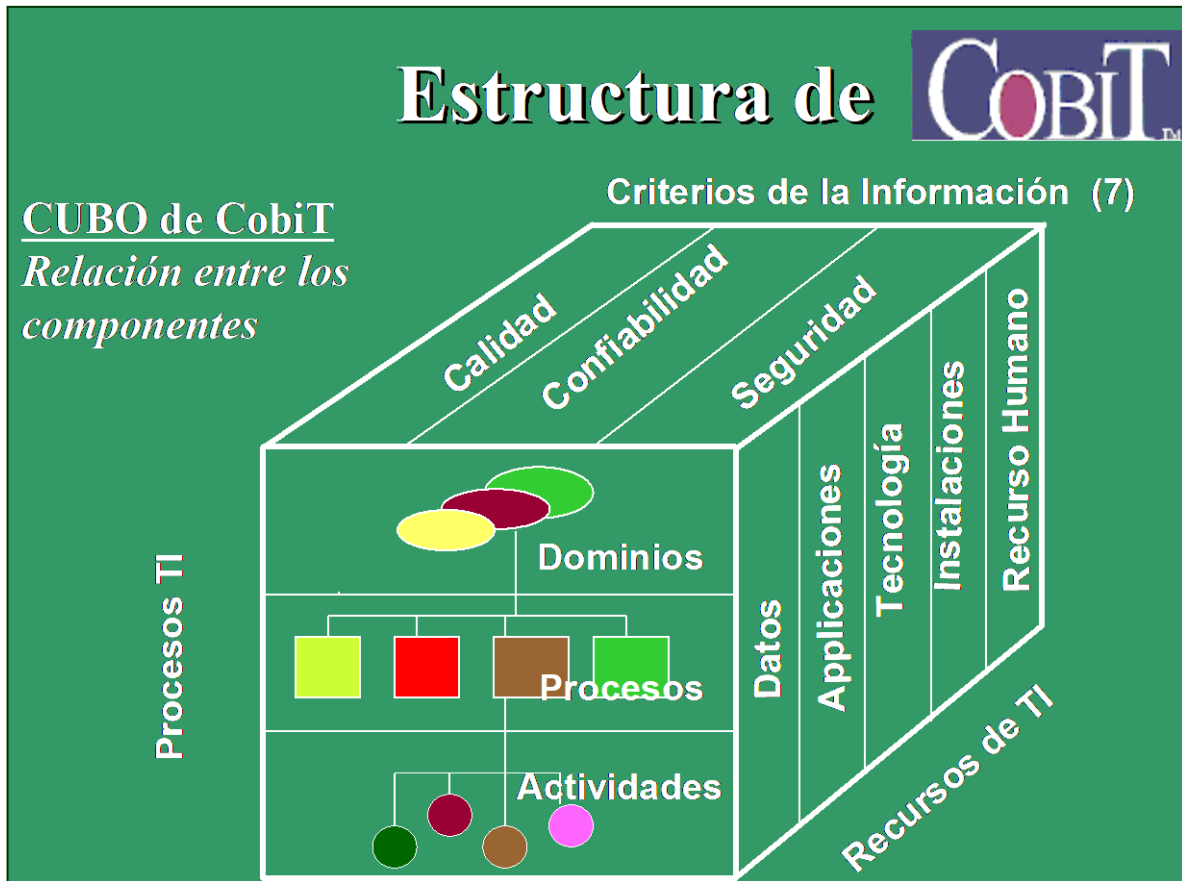 Estructura de COBIT
TM
CUBO de CobiT
Relación entre los
componentes
Criterios de la Información (7)
Calidad
Confiabilidad
Seguridad
Procesos TI
Dominios
Procesos
Actividades
Datos
Applicaciones
Tecnología
Instalaciones
Recurso Humano
Recursos de TI